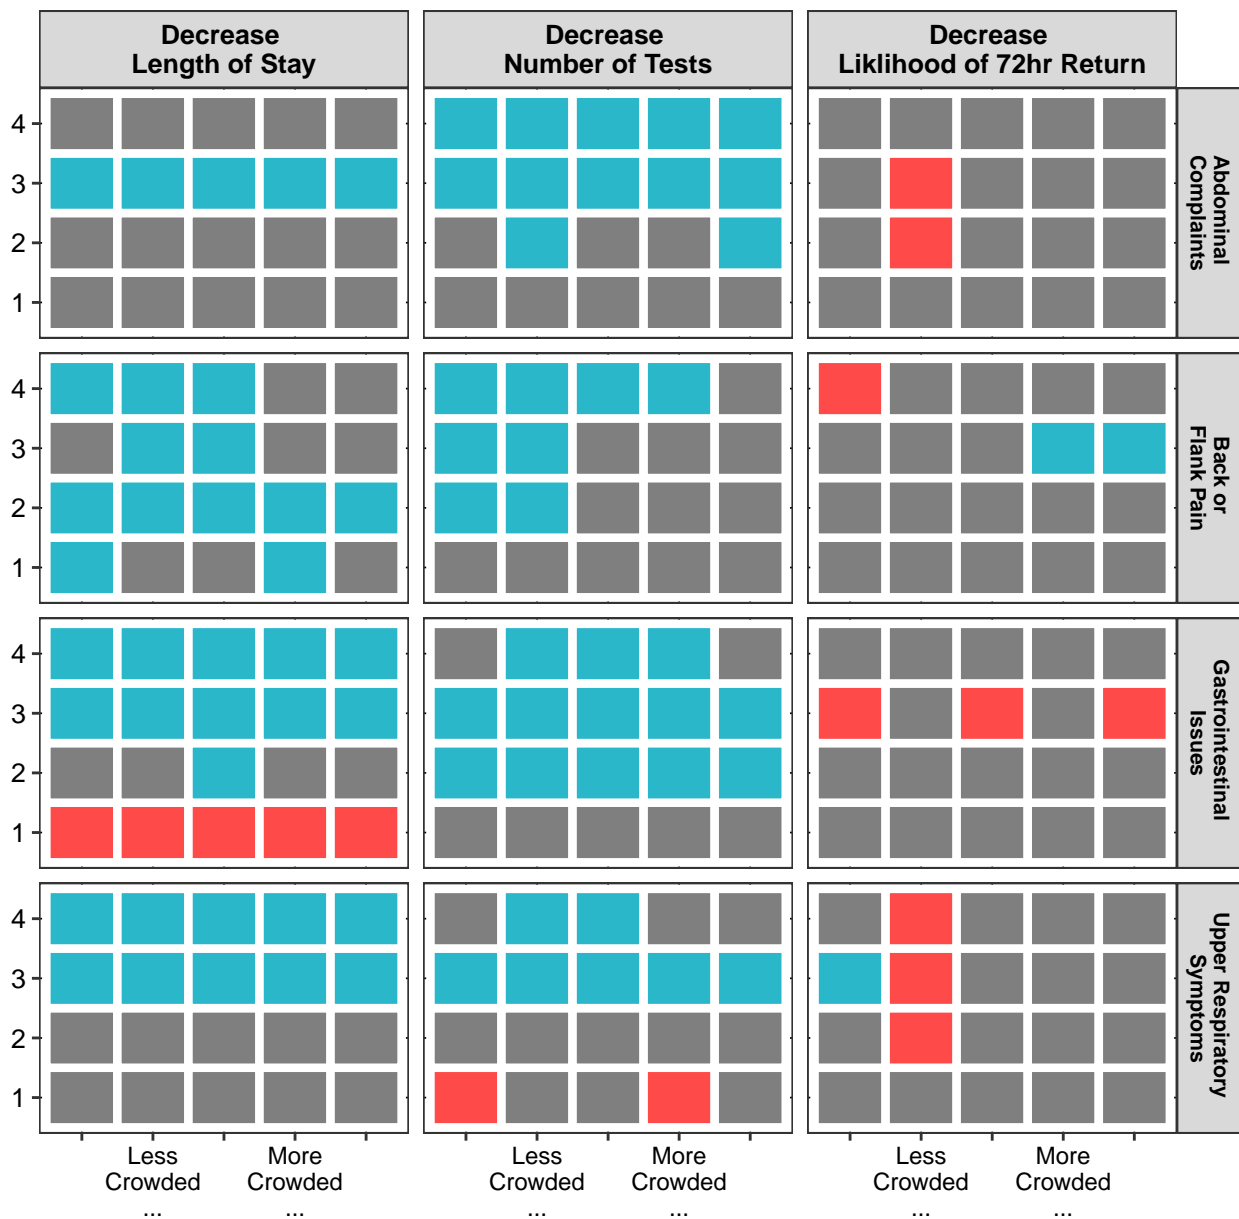 Decrease
Length of Stay
Decrease
Number of Tests
Decrease
Liklihood of 72hr Return
4
3
2
1
Abdominal
Complaints
4
3
2
1
Back or
Flank Pain
4
3
2
1
Gastrointestinal
Issues
4
3
2
1
Upper Respiratory
Symptoms
Less
Crowded
...
More
Crowded
...
Less
Crowded
...
More
Crowded
...
Less
Crowded
...
More
Crowded
...